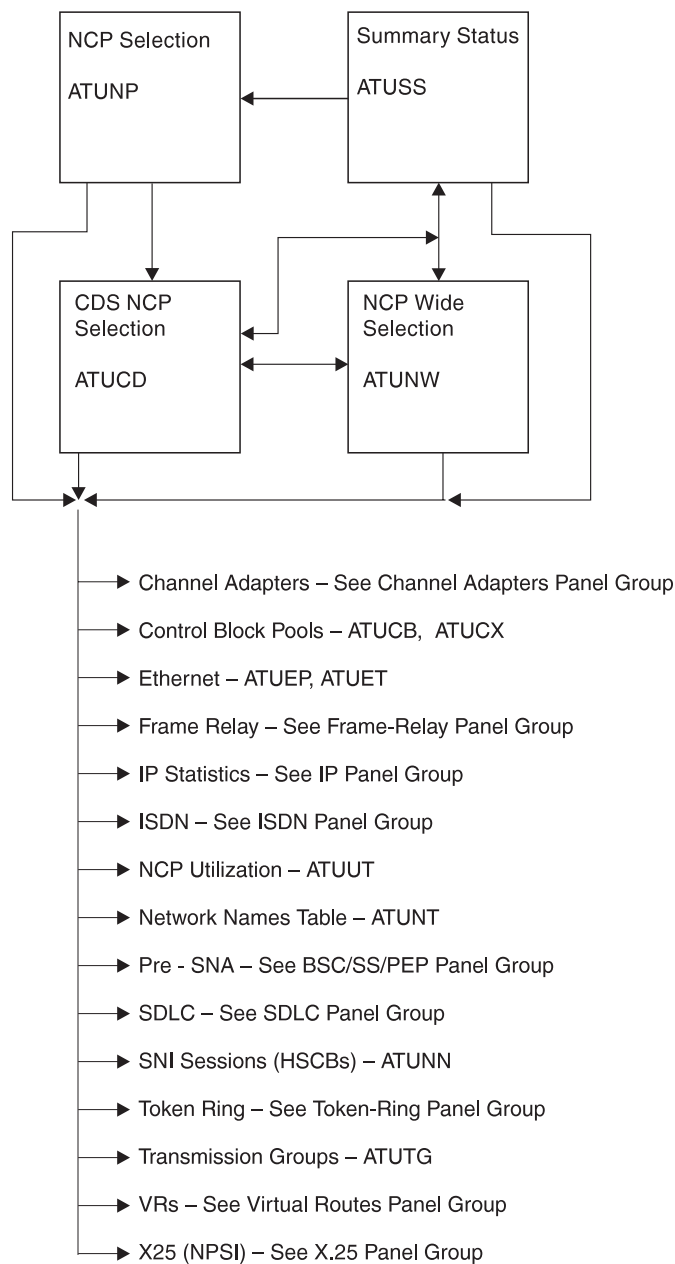 NCP Selection
ATUNP
Summary Status
ATUSS
CDS NCP
Selection
ATUCD
NCP Wide
Selection
ATUNW
Channel Adapters – See Channel Adapters Panel Group
Control Block Pools – ATUCB, ATUCX
Ethernet – ATUEP, ATUET
Frame Relay – See Frame-Relay Panel Group
IP Statistics – See IP Panel Group
ISDN – See ISDN Panel Group
NCP Utilization – ATUUT
Network Names Table – ATUNT
Pre - SNA – See BSC/SS/PEP Panel Group
SDLC – See SDLC Panel Group
SNI Sessions (HSCBs) – ATUNN
Token Ring – See Token-Ring Panel Group
Transmission Groups – ATUTG
VRs – See Virtual Routes Panel Group
X25 (NPSI) – See X.25 Panel Group